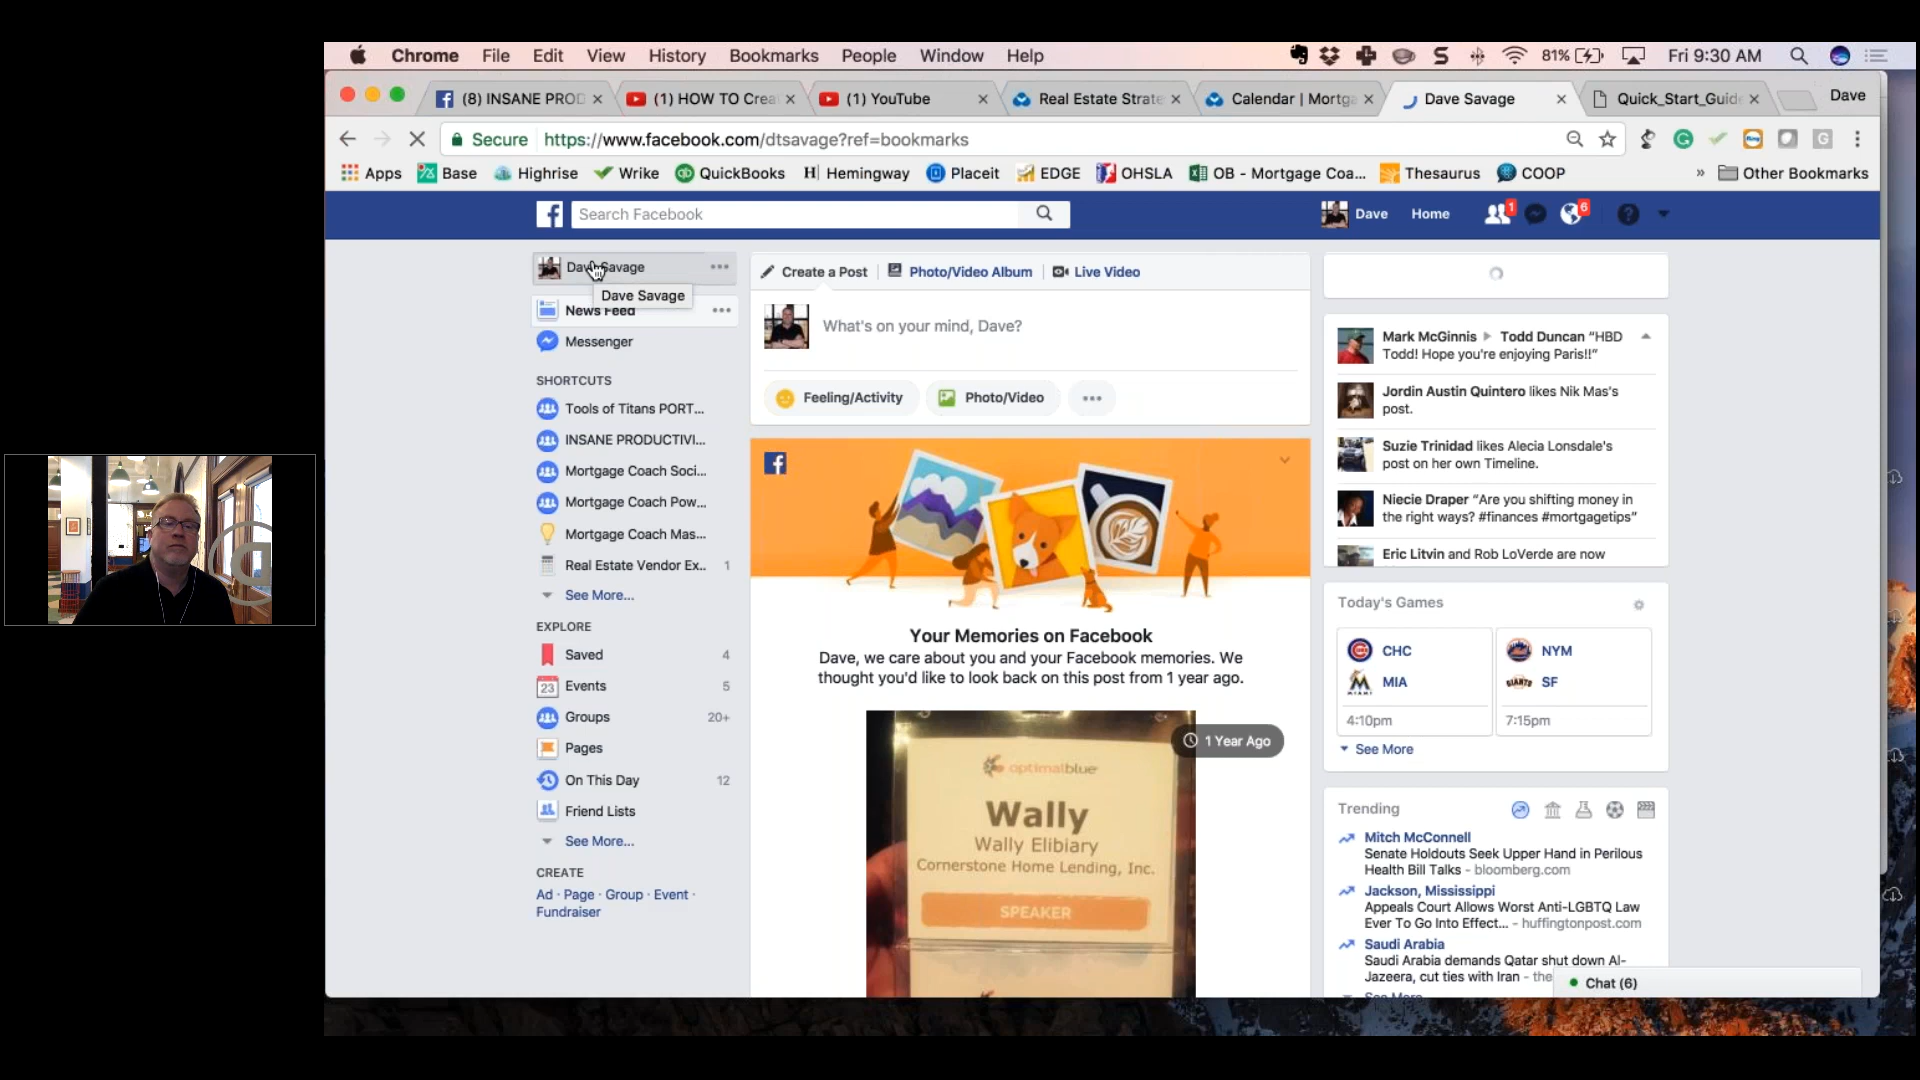 Chrome File Edit View History Bookmarks People Window Help 81% Fri 9:30 AM
(8) INSANE PROD (1) HOW TO Crea (1) YouTube Real Estate Strate Calendar | Mortga Dave Savage Quick_Start_Guid Dave
Secure https://www.facebook.com/dtsavage?ref=bookmarks
Apps Base Highrise Wrike QuickBooks Hemingway Placeit EDGE OHSLA OB - Mortgage Coa... Thesaurus COOP » Other Bookmarks
Search Facebook Dave Home 1 6
Dave Savage
Dave Savage
News Feed
Messenger
SHORTCUTS
Tools of Titans PORT...
INSANE PRODUCTIVI...
Mortgage Coach Soci...
Mortgage Coach Pow...
Mortgage Coach Mas...
Real Estate Vendor Ex.. 1
See More...
EXPLORE
Saved 4
23 Events 5
Groups 20+
Pages
On This Day 12
Friend Lists
See More...
CREATE
Ad · Page · Group · Event ·
Fundraiser
Create a Post Photo/Video Album Live Video
What's on your mind, Dave?
Feeling/Activity Photo/Video
Your Memories on Facebook
Dave, we care about you and your Facebook memories. We
thought you'd like to look back on this post from 1 year ago.
1 Year Ago
optimalblue
Wally
Wally Elibiary
Cornerstone Home Lending, Inc.
SPEAKER
Mark McGinnis ▸ Todd Duncan “HBD
Todd! Hope you're enjoying Paris!!”
Jordin Austin Quintero likes Nik Mas's
post.
Suzie Trinidad likes Alecia Lonsdale's
post on her own Timeline.
Niecie Draper “Are you shifting money in
the right ways? #finances #mortgagetips”
Eric Litvin and Rob LoVerde are now
Today's Games
CHC NYM
MIA SF
4:10pm 7:15pm
See More
Trending
Mitch McConnell
Senate Holdouts Seek Upper Hand in Perilous
Health Bill Talks - bloomberg.com
Jackson, Mississippi
Appeals Court Allows Worst Anti-LGBTQ Law
Ever To Go Into Effect... - huffingtonpost.com
Saudi Arabia
Saudi Arabia demands Qatar shut down Al-
Jazeera, cut ties with Iran - the
See More
Chat (6)